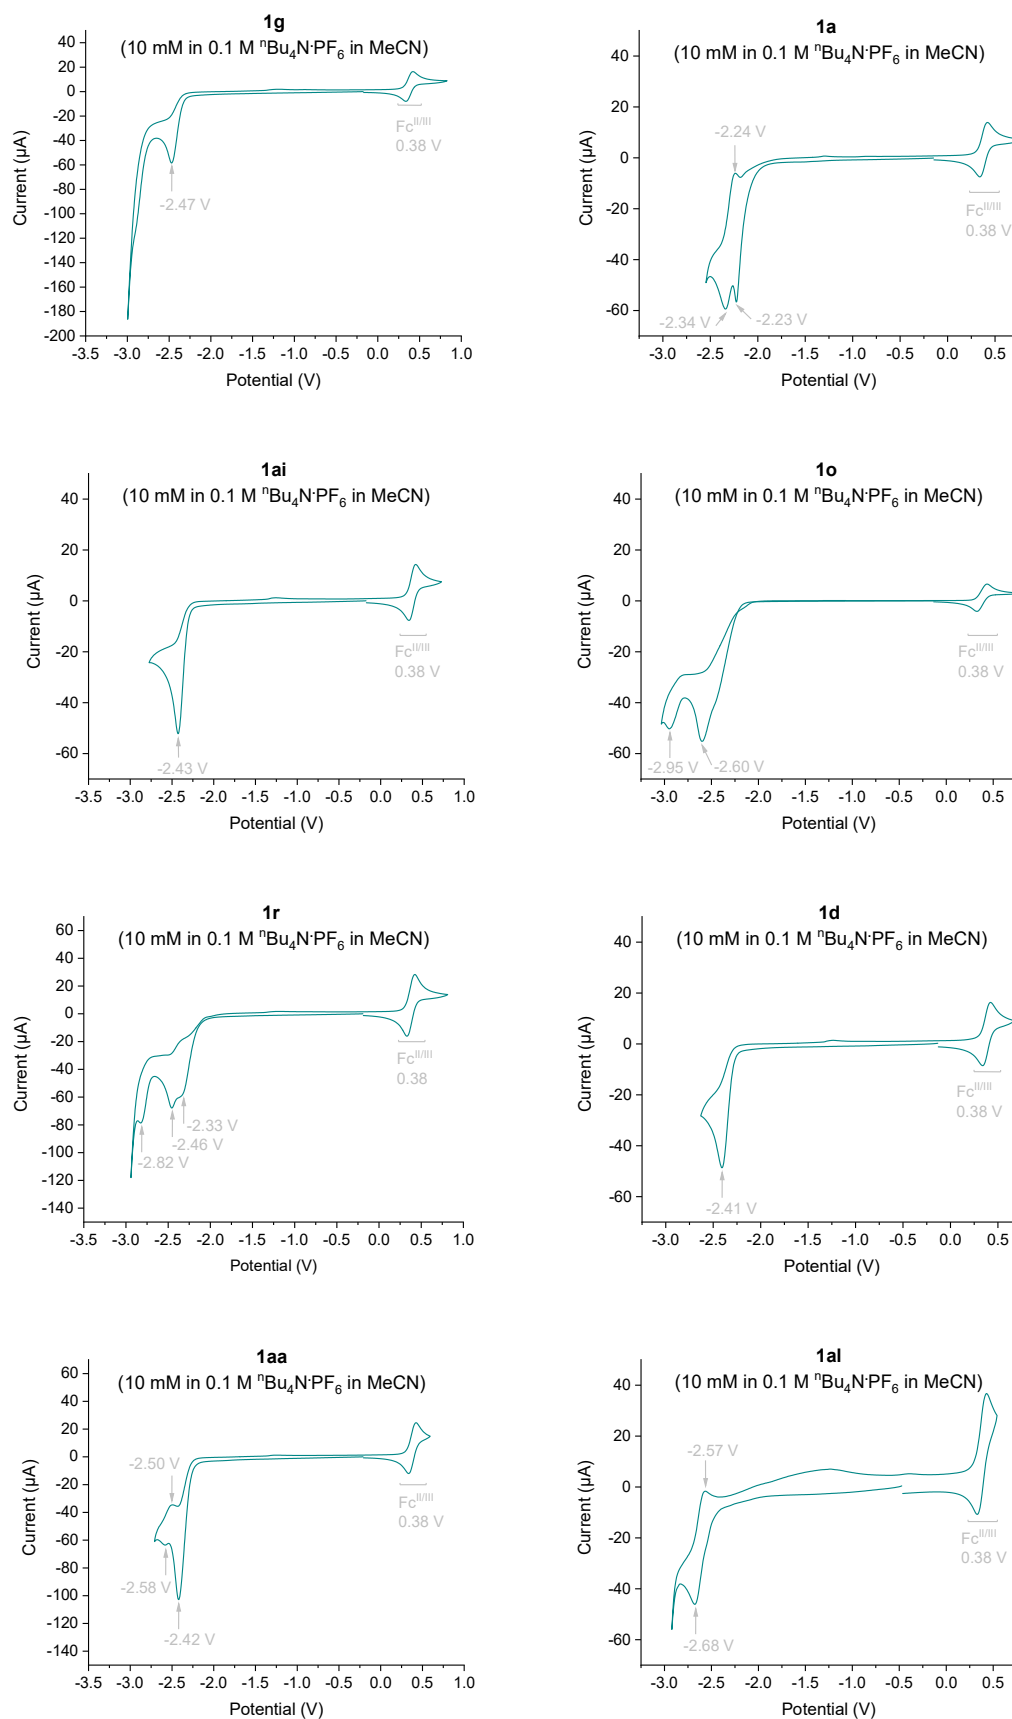 1g
(10 mM in 0.1 M ⁿBu₄N·PF₆ in MeCN)
40
20
0
-20
-40
-60
-80
-100
-120
-140
-160
-180
-200
Current (µA)
Fc^II/III
0.38 V
-2.47 V
-3.5 -3.0 -2.5 -2.0 -1.5 -1.0 -0.5 0.0 0.5 1.0
Potential (V)
1a
(10 mM in 0.1 M ⁿBu₄N·PF₆ in MeCN)
40
20
0
-20
-40
-60
Current (µA)
-2.24 V
Fc^II/III
0.38 V
-2.34 V
-2.23 V
-3.0 -2.5 -2.0 -1.5 -1.0 -0.5 0.0 0.5
Potential (V)
1ai
(10 mM in 0.1 M ⁿBu₄N·PF₆ in MeCN)
40
20
0
-20
-40
-60
Current (µA)
Fc^II/III
0.38 V
-2.43 V
-3.5 -3.0 -2.5 -2.0 -1.5 -1.0 -0.5 0.0 0.5 1.0
Potential (V)
1o
(10 mM in 0.1 M ⁿBu₄N·PF₆ in MeCN)
40
20
0
-20
-40
-60
Current (µA)
Fc^II/III
0.38 V
-2.95 V
-2.60 V
-3.0 -2.5 -2.0 -1.5 -1.0 -0.5 0.0 0.5
Potential (V)
1r
(10 mM in 0.1 M ⁿBu₄N·PF₆ in MeCN)
60
40
20
0
-20
-40
-60
-80
-100
-120
-140
Current (µA)
Fc^II/III
0.38
-2.33 V
-2.46 V
-2.82 V
-3.5 -3.0 -2.5 -2.0 -1.5 -1.0 -0.5 0.0 0.5 1.0
Potential (V)
1d
(10 mM in 0.1 M ⁿBu₄N·PF₆ in MeCN)
40
20
0
-20
-40
-60
Current (µA)
Fc^II/III
0.38 V
-2.41 V
-3.0 -2.5 -2.0 -1.5 -1.0 -0.5 0.0 0.5
Potential (V)
1aa
(10 mM in 0.1 M ⁿBu₄N·PF₆ in MeCN)
60
40
20
0
-20
-40
-60
-80
-100
-120
-140
Current (µA)
-2.50 V
Fc^II/III
0.38 V
-2.58 V
-2.42 V
-3.5 -3.0 -2.5 -2.0 -1.5 -1.0 -0.5 0.0 0.5 1.0
Potential (V)
1al
(10 mM in 0.1 M ⁿBu₄N·PF₆ in MeCN)
40
20
0
-20
-40
-60
Current (µA)
-2.57 V
Fc^II/III
0.38 V
-2.68 V
-3.0 -2.5 -2.0 -1.5 -1.0 -0.5 0.0 0.5
Potential (V)